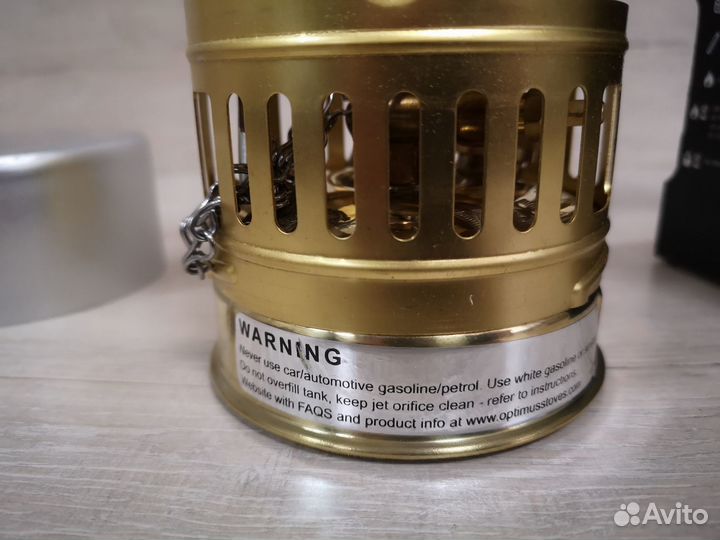 WARNING
Never use car/automotive gasoline/petrol. Use white gasoline or
Do not overfill tank, keep jet orifice clean - refer to instructions.
Website with FAQS and product info at www.optimusstoves.com
Avito